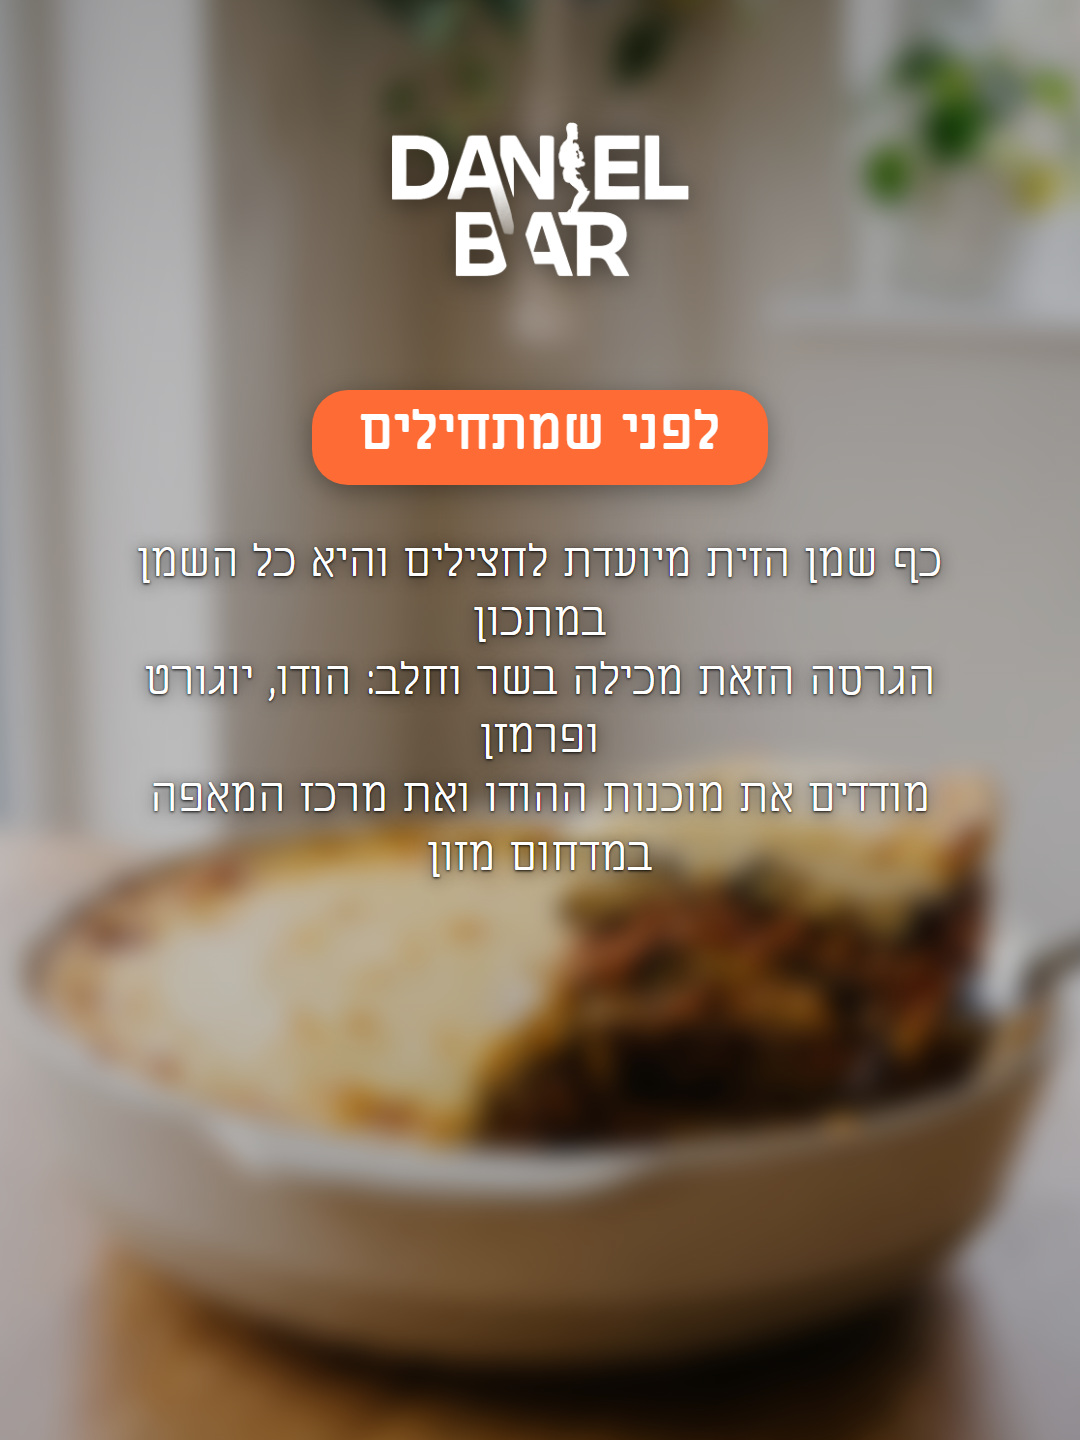 DANIEL
BAR
לפני שמתחילים
כף שמן הזית מיועדת לחצילים והיא כל השמן
במתכון
הגרסה הזאת מכילה בשר וחלב: הודו, יוגורט
ופרמזן
מודדים את מוכנות ההודו ואת מרכז המאפה
במדחום מזון